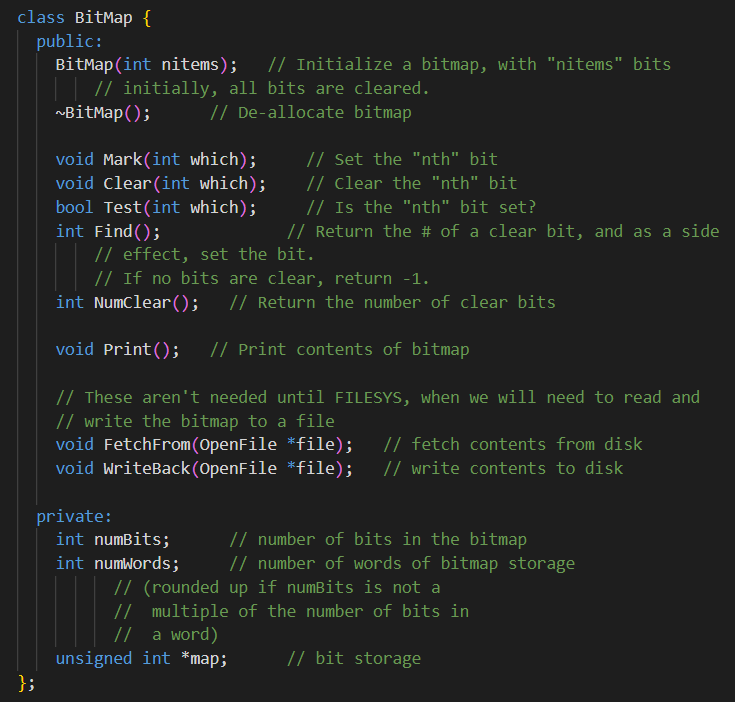 class BitMap {
  public:
    BitMap(int nitems);   // Initialize a bitmap, with "nitems" bits
        // initially, all bits are cleared.
    ~BitMap();      // De-allocate bitmap

    void Mark(int which);     // Set the "nth" bit
    void Clear(int which);    // Clear the "nth" bit
    bool Test(int which);     // Is the "nth" bit set?
    int Find();             // Return the # of a clear bit, and as a side
        // effect, set the bit.
        // If no bits are clear, return -1.
    int NumClear();   // Return the number of clear bits

    void Print();   // Print contents of bitmap

    // These aren't needed until FILESYS, when we will need to read and
    // write the bitmap to a file
    void FetchFrom(OpenFile *file);   // fetch contents from disk
    void WriteBack(OpenFile *file);   // write contents to disk

  private:
    int numBits;      // number of bits in the bitmap
    int numWords;     // number of words of bitmap storage
          // (rounded up if numBits is not a
          //  multiple of the number of bits in
          //  a word)
    unsigned int *map;      // bit storage
};